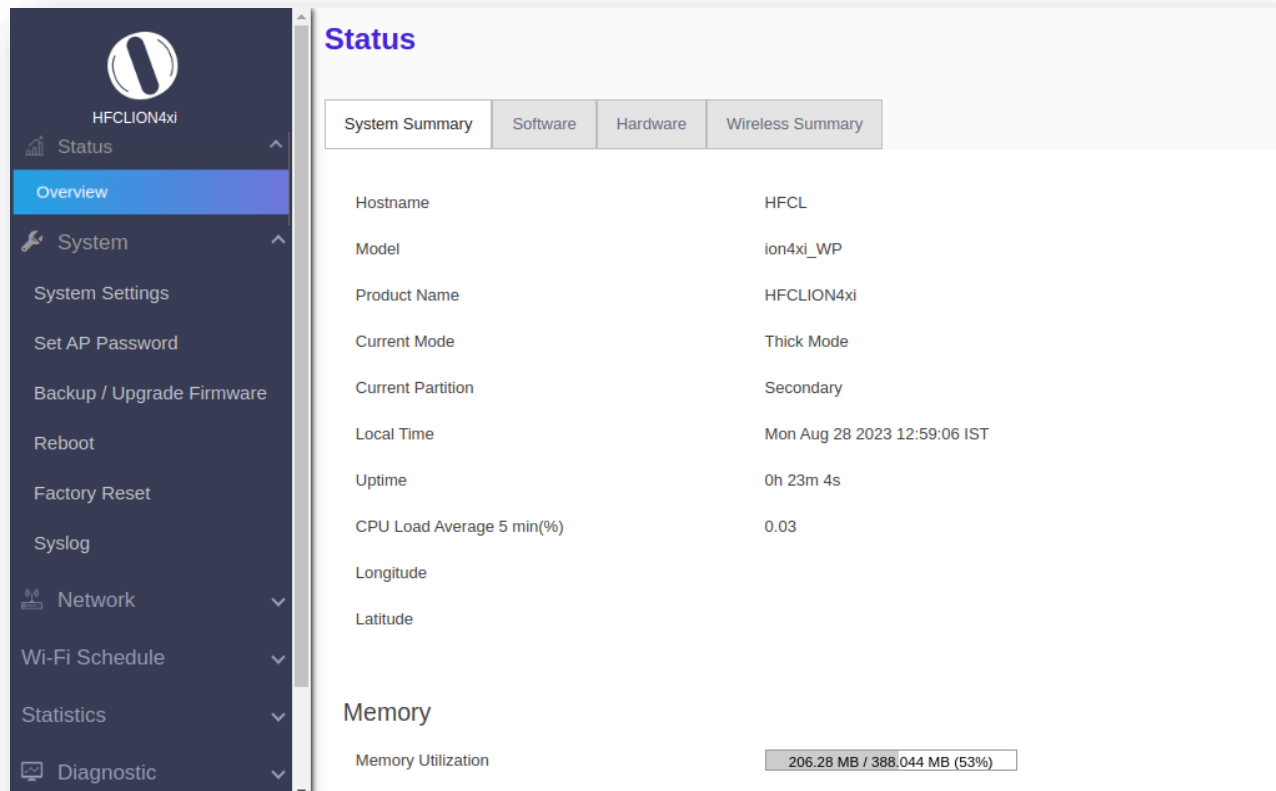 HFCLION4xi
Status
Overview
System
System Settings
Set AP Password
Backup / Upgrade Firmware
Reboot
Factory Reset
Syslog
Network
Wi-Fi Schedule
Statistics
Diagnostic
Status
System Summary Software Hardware Wireless Summary
Hostname HFCL
Model ion4xi_WP
Product Name HFCLION4xi
Current Mode Thick Mode
Current Partition Secondary
Local Time Mon Aug 28 2023 12:59:06 IST
Uptime 0h 23m 4s
CPU Load Average 5 min(%) 0.03
Longitude
Latitude
Memory
Memory Utilization 206.28 MB / 388.044 MB (53%)